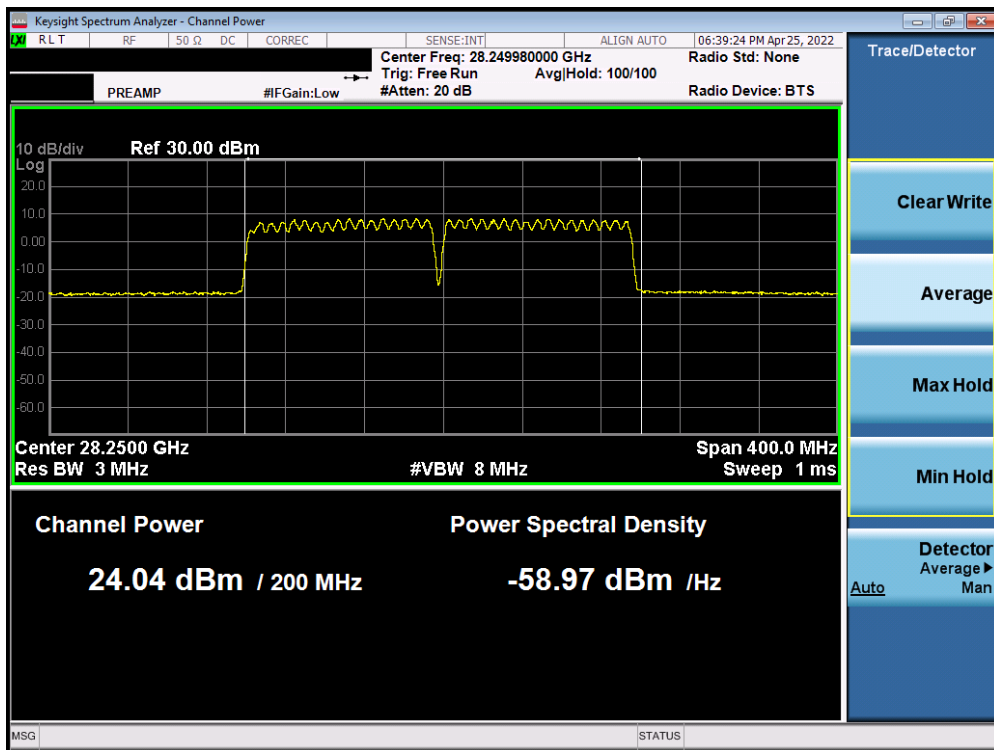 Keysight Spectrum Analyzer - Channel Power
LXI RLT RF 50 Ω DC CORREC SENSE:INT ALIGN AUTO 06:39:24 PM Apr 25, 2022
Center Freq: 28.249980000 GHz Radio Std: None
Trig: Free Run Avg|Hold: 100/100
PREAMP #IFGain:Low #Atten: 20 dB Radio Device: BTS
10 dB/div Ref 30.00 dBm
Log
20.0
10.0
0.00
-10.0
-20.0
-30.0
-40.0
-50.0
-60.0
Center 28.2500 GHz Span 400.0 MHz
Res BW 3 MHz #VBW 8 MHz Sweep 1 ms
Channel Power Power Spectral Density
24.04 dBm / 200 MHz -58.97 dBm /Hz
MSG STATUS
Trace/Detector
Clear Write
Average
Max Hold
Min Hold
Detector
Average
Auto Man